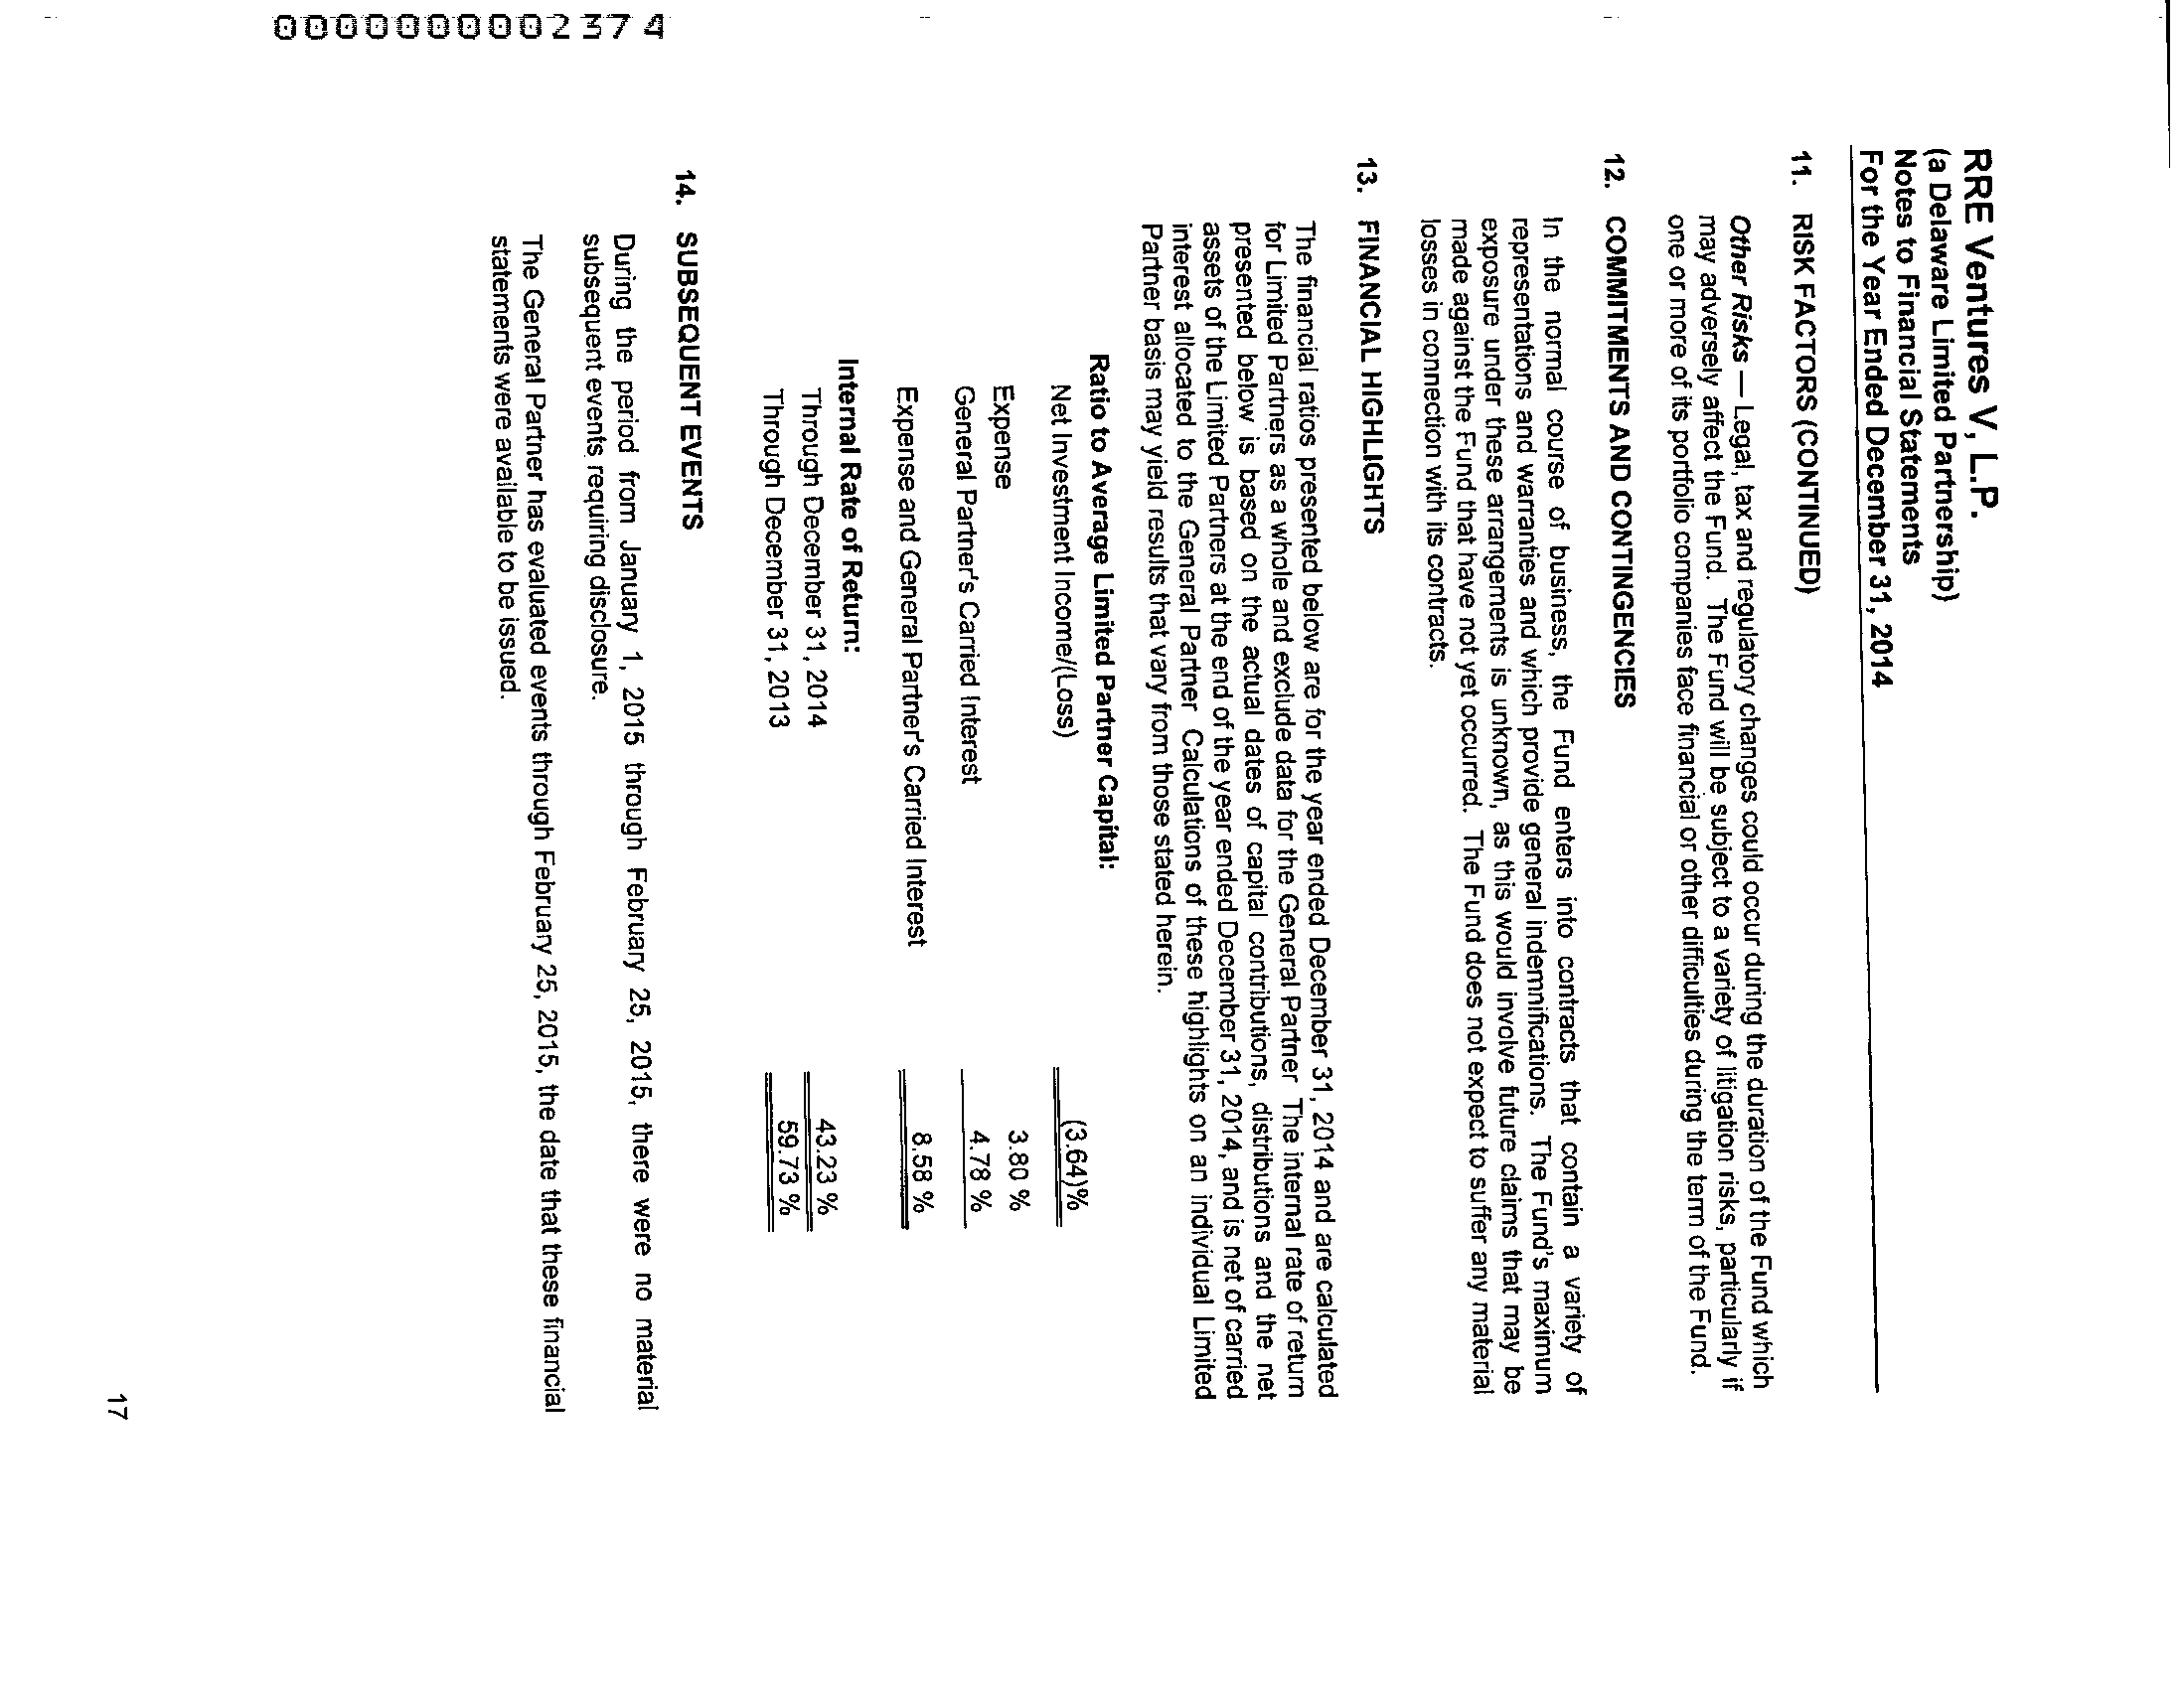 000000002374
RRE Ventures V, L.P.
(a Delaware Limited Partnership)
Notes to Financial Statements
For the Year Ended December 31, 2014
11. RISK FACTORS (CONTINUED)
Other Risks — Legal, tax and regulatory changes could occur during the duration of the Fund which
may adversely affect the Fund. The Fund will be subject to a variety of litigation risks, particularly if
one or more of its portfolio companies face financial or other difficulties during the term of the Fund.
12. COMMITMENTS AND CONTINGENCIES
In the normal course of business, the Fund enters into contracts that contain a variety of
representations and warranties and which provide general indemnifications. The Fund's maximum
exposure under these arrangements is unknown, as this would involve future claims that may be
made against the Fund that have not yet occurred. The Fund does not expect to suffer any material
losses in connection with its contracts.
13. FINANCIAL HIGHLIGHTS
The financial ratios presented below are for the year ended December 31, 2014 and are calculated
for Limited Partners as a whole and exclude data for the General Partner The internal rate of return
presented below is based on the actual dates of capital contributions, distributions and the net
assets of the Limited Partners at the end of the year ended December 31, 2014, and is net of carried
interest allocated to the General Partner Calculations of these highlights on an individual Limited
Partner basis may yield results that vary from those stated herein.
Ratio to Average Limited Partner Capital:
Net Investment Income/(Loss) (3.64)%
Expense 3.80 %
General Partner's Carried Interest 4.78 %
Expense and General Partner's Carried Interest 8.58 %
Internal Rate of Return:
Through December 31, 2014 43.23 %
Through December 31, 2013 59.73 %
14. SUBSEQUENT EVENTS
During the period from January 1, 2015 through February 25, 2015, there were no material
subsequent events requiring disclosure.
The General Partner has evaluated events through February 25, 2015, the date that these financial
statements were available to be issued.
17